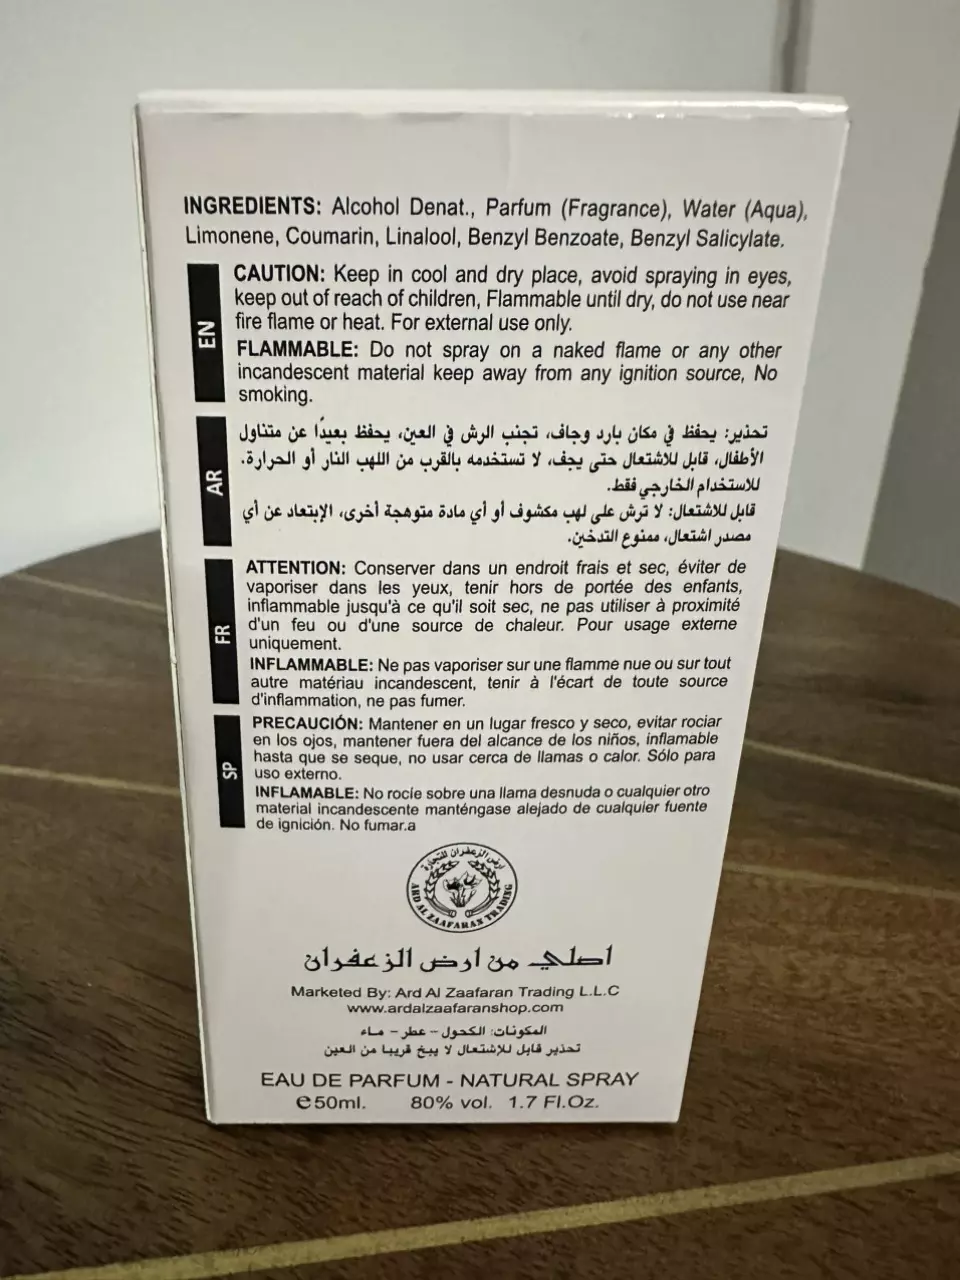 INGREDIENTS: Alcohol Denat., Parfum (Fragrance), Water (Aqua),
Limonene, Coumarin, Linalool, Benzyl Benzoate, Benzyl Salicylate.
EN
CAUTION: Keep in cool and dry place, avoid spraying in eyes,
keep out of reach of children, Flammable until dry, do not use near
fire flame or heat. For external use only.
FLAMMABLE: Do not spray on a naked flame or any other
incandescent material keep away from any ignition source, No
smoking.
AR
تحذير: يحفظ في مكان بارد وجاف، تجنب الرش في العين، يحفظ بعيدًا عن متناول
الأطفال، قابل للاشتعال حتى يجف، لا تستخدمه بالقرب من اللهب النار أو الحرارة.
للاستخدام الخارجي فقط.
قابل للاشتعال: لا ترش على لهب مكشوف أو أي مادة متوهجة أخرى، الإبتعاد عن أي
مصدر اشتعال، ممنوع التدخين.
FR
ATTENTION: Conserver dans un endroit frais et sec, éviter de
vaporiser dans les yeux, tenir hors de portée des enfants,
inflammable jusqu'à ce qu'il soit sec, ne pas utiliser à proximité
d'un feu ou d'une source de chaleur. Pour usage externe
uniquement.
INFLAMMABLE: Ne pas vaporiser sur une flamme nue ou sur tout
autre matériau incandescent, tenir à l'écart de toute source
d'inflammation, ne pas fumer.
SP
PRECAUCIÓN: Mantener en un lugar fresco y seco, evitar rociar
en los ojos, mantener fuera del alcance de los niños, inflamable
hasta que se seque, no usar cerca de llamas o calor. Sólo para
uso externo.
INFLAMABLE: No rocíe sobre una llama desnuda o cualquier otro
material incandescente manténgase alejado de cualquier fuente
de ignición. No fumar.a
ارض الزعفران للتجارة
ARD AL ZAAFARAN TRADING
اصلي من ارض الزعفران
Marketed By: Ard Al Zaafaran Trading L.L.C
www.ardalzaafaranshop.com
المكونات: الكحول - عطر - ماء
تحذير قابل للإشتعال لا يبخ قريبا من العين
EAU DE PARFUM - NATURAL SPRAY
℮50ml. 80% vol. 1.7 Fl.Oz.